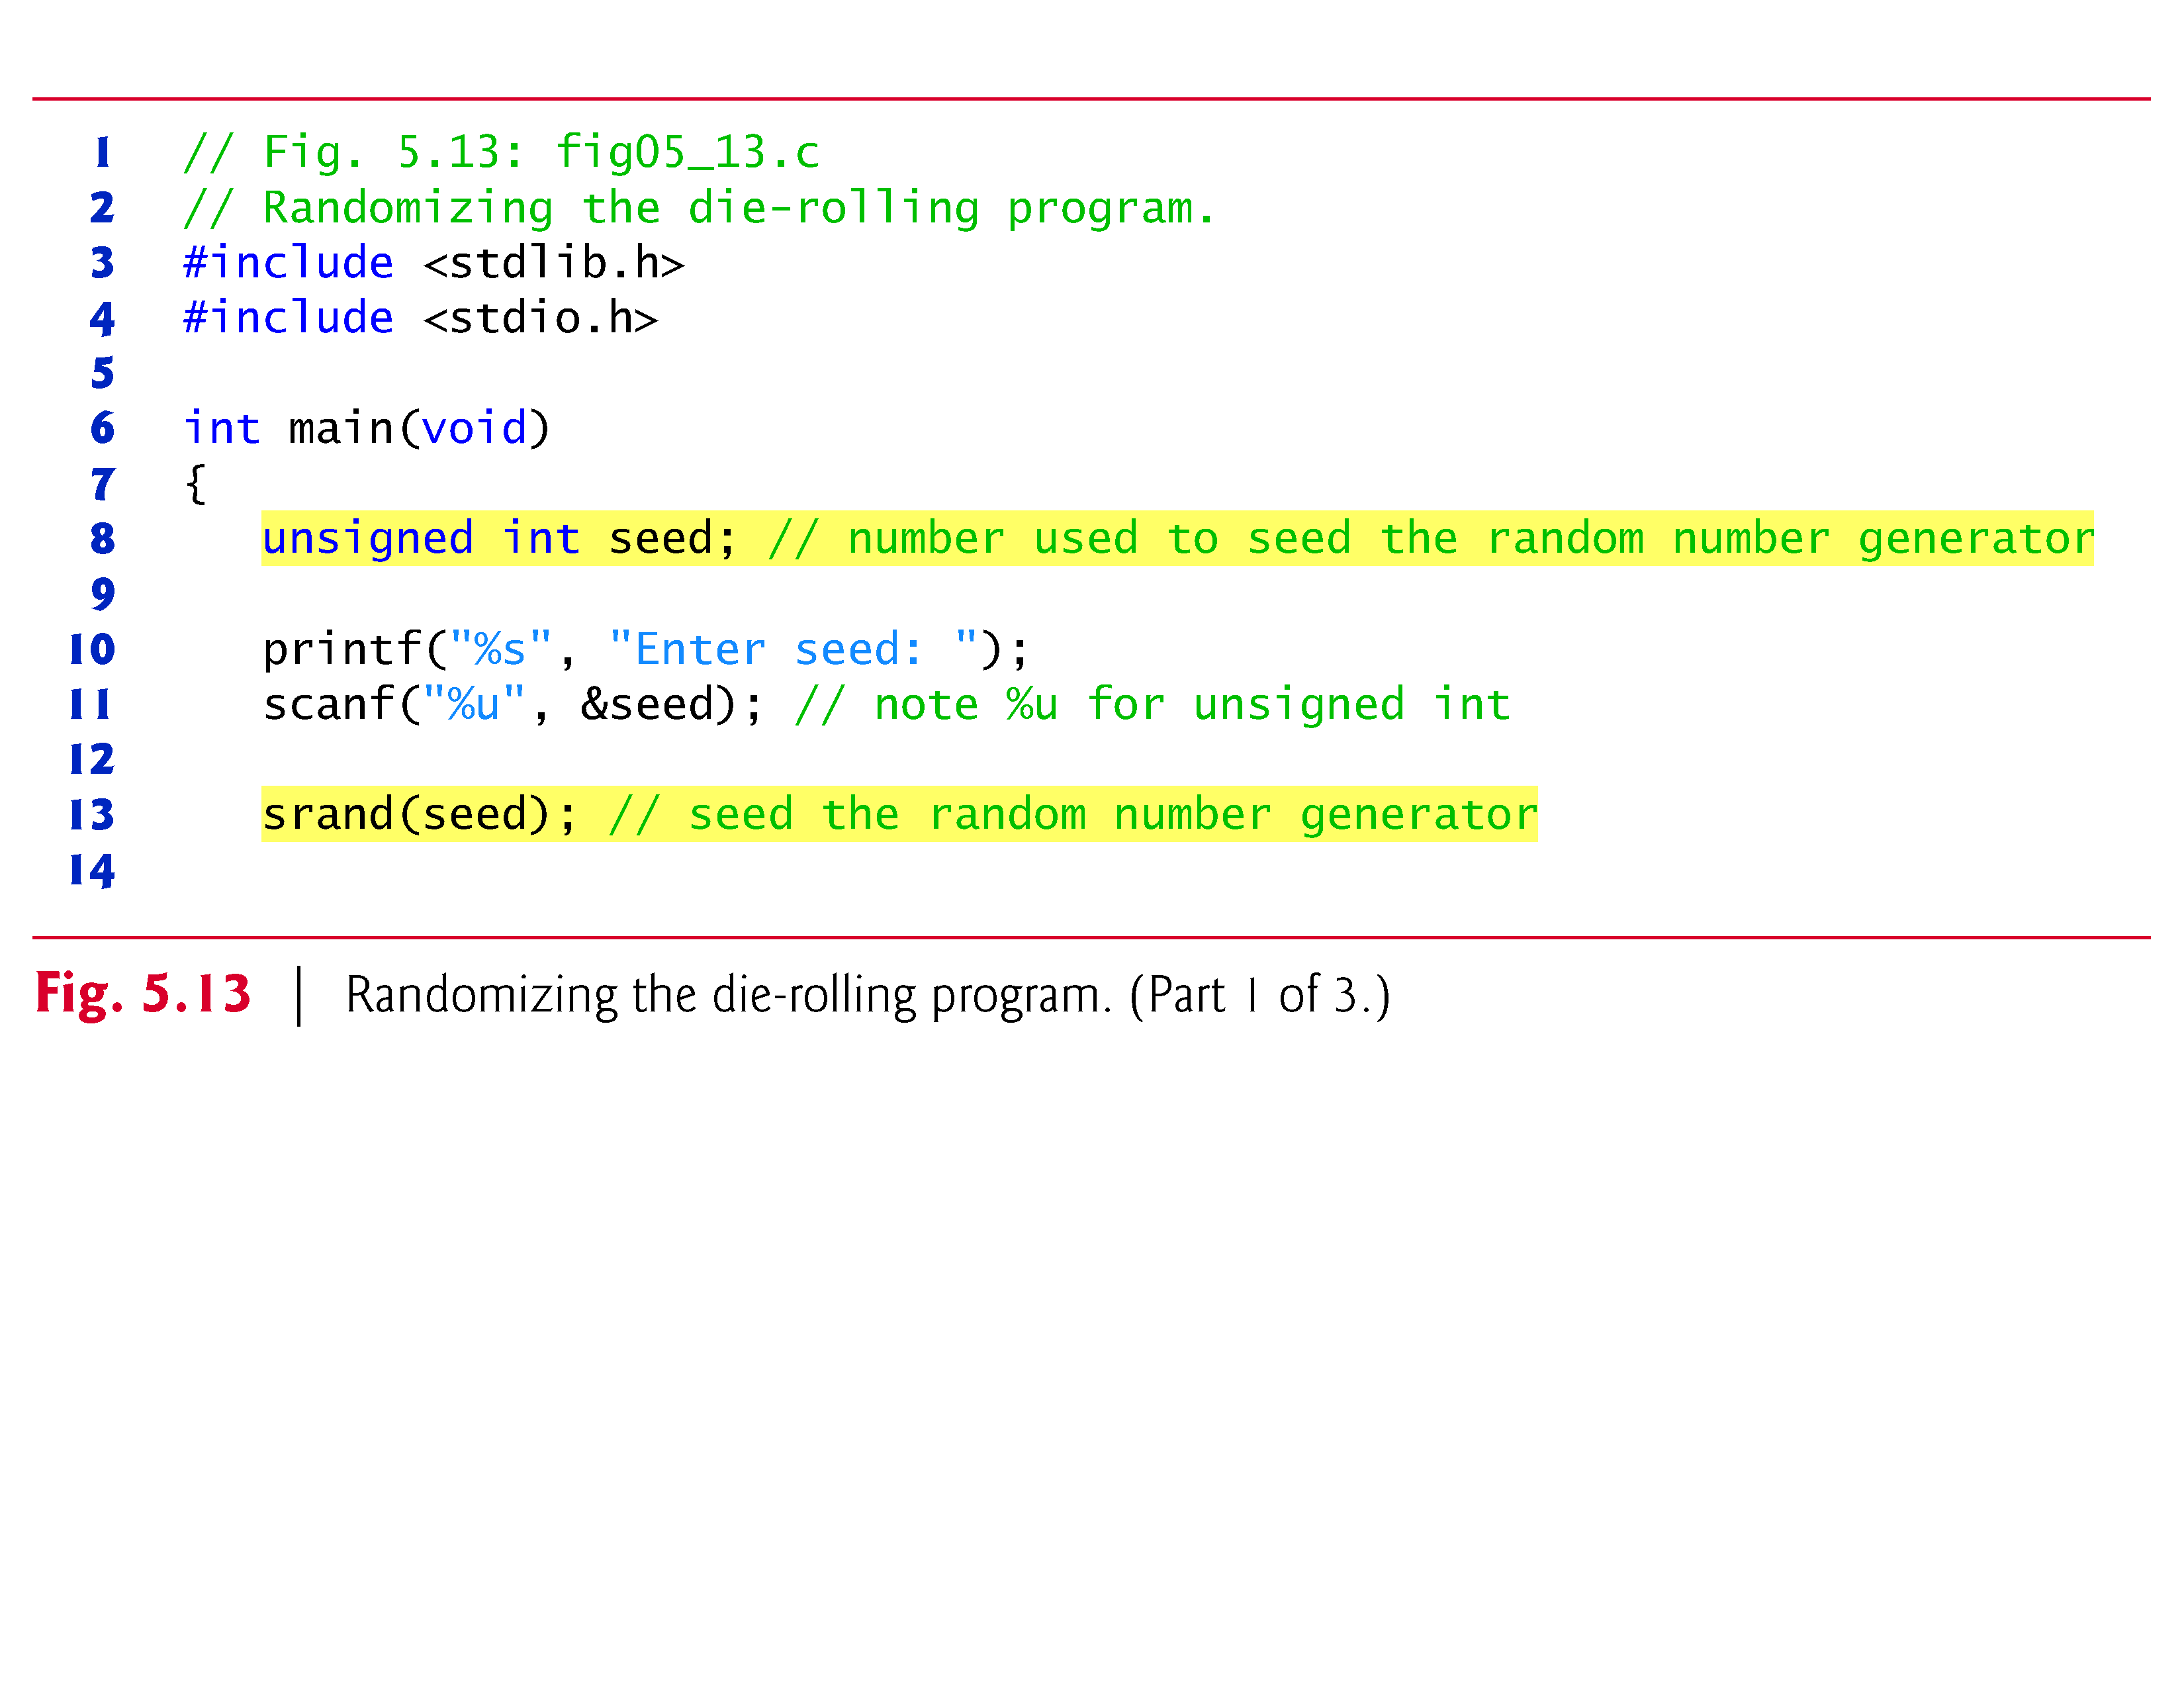 1 // Fig. 5.13: fig05_13.c
2 // Randomizing the die-rolling program.
3 #include <stdlib.h>
4 #include <stdio.h>
5
6 int main(void)
7 {
8 unsigned int seed; // number used to seed the random number generator
9
10 printf("%s", "Enter seed: ");
11 scanf("%u", &seed); // note %u for unsigned int
12
13 srand(seed); // seed the random number generator
14
Fig. 5.13 | Randomizing the die-rolling program. (Part 1 of 3.)